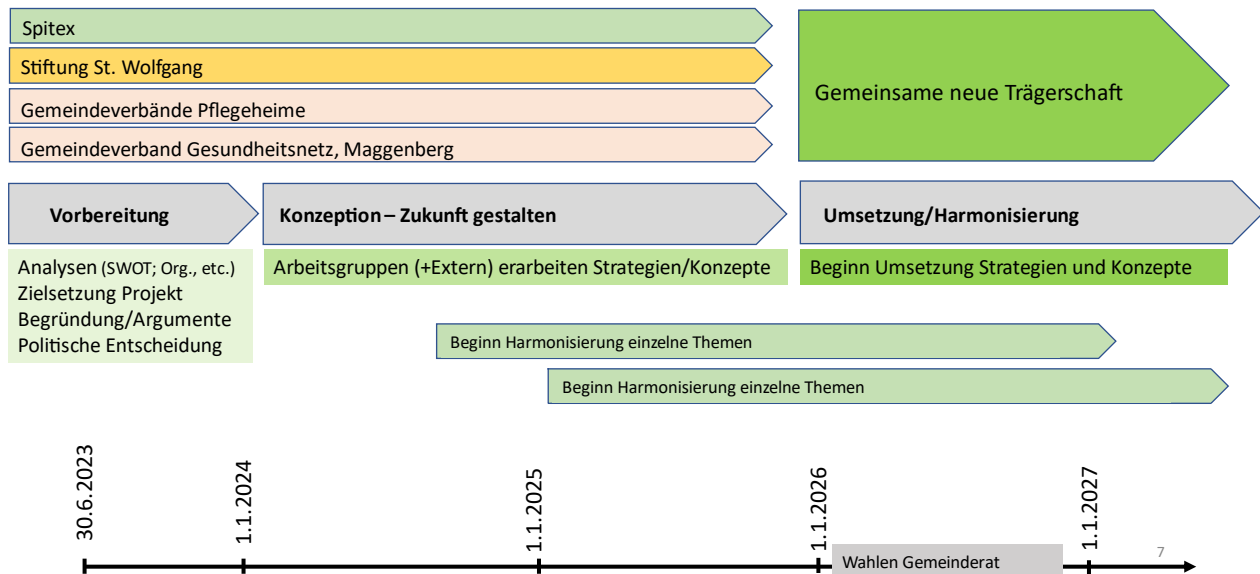 Spitex
Stiftung St. Wolfgang
Gemeindeverbände Pflegeheime
Gemeindeverband Gesundheitsnetz, Maggenberg
Gemeinsame neue Trägerschaft
Vorbereitung
Konzeption – Zukunft gestalten
Umsetzung/Harmonisierung
Analysen (SWOT; Org., etc.)
Zielsetzung Projekt
Begründung/Argumente
Politische Entscheidung
Arbeitsgruppen (+Extern) erarbeiten Strategien/Konzepte
Beginn Umsetzung Strategien und Konzepte
Beginn Harmonisierung einzelne Themen
Beginn Harmonisierung einzelne Themen
30.6.2023
1.1.2024
1.1.2025
1.1.2026
1.1.2027
Wahlen Gemeinderat
7